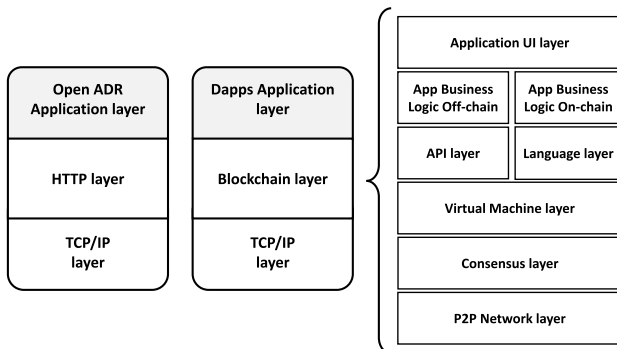 Open ADR
Application layer
HTTP layer
TCP/IP
layer
Dapps Application
layer
Blockchain layer
TCP/IP
layer
Application UI layer
App Business
Logic Off-chain
App Business
Logic On-chain
API layer
Language layer
Virtual Machine layer
Consensus layer
P2P Network layer